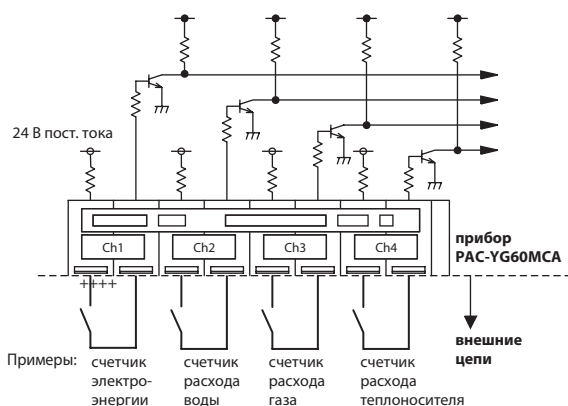 24 В пост. тока
Ch1 Ch2 Ch3 Ch4
прибор
PAC-YG60MCA
++++
внешние
цепи
Примеры: счетчик электро- энергии
счетчик расхода воды
счетчик расхода газа
счетчик расхода теплоносителя